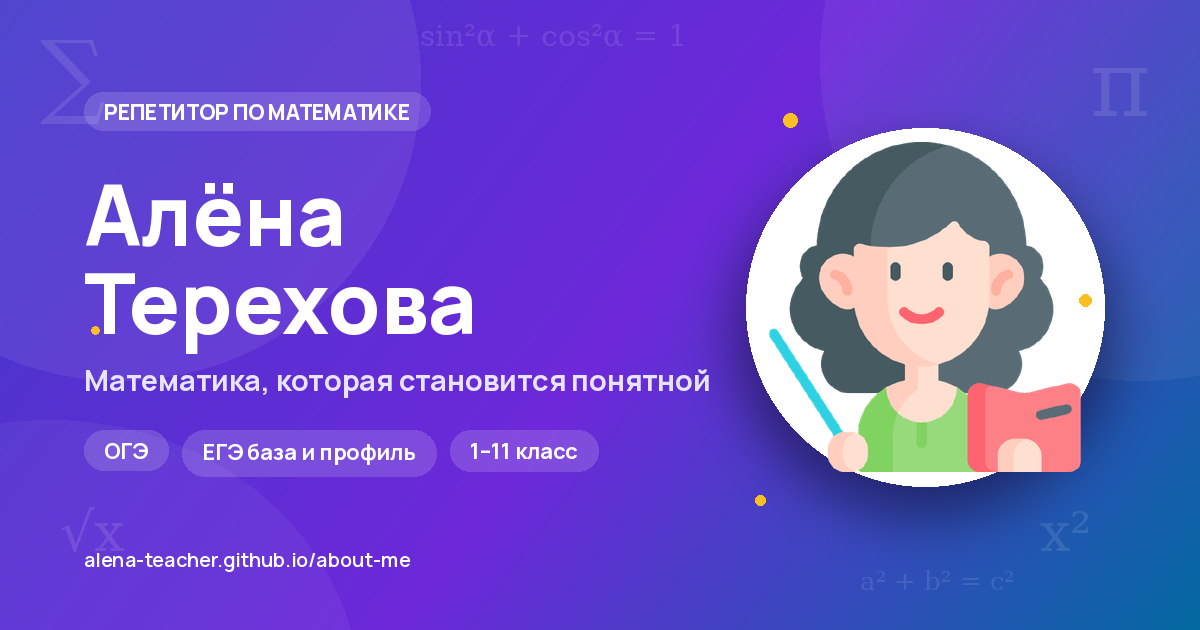 sin²α + cos²α = 1
∑
π
РЕПЕТИТОР ПО МАТЕМАТИКЕ
Алёна
Терехова
Математика, которая становится понятной
ОГЭ
ЕГЭ база и профиль
1–11 класс
√x
x²
alena-teacher.github.io/about-me
a² + b² = c²